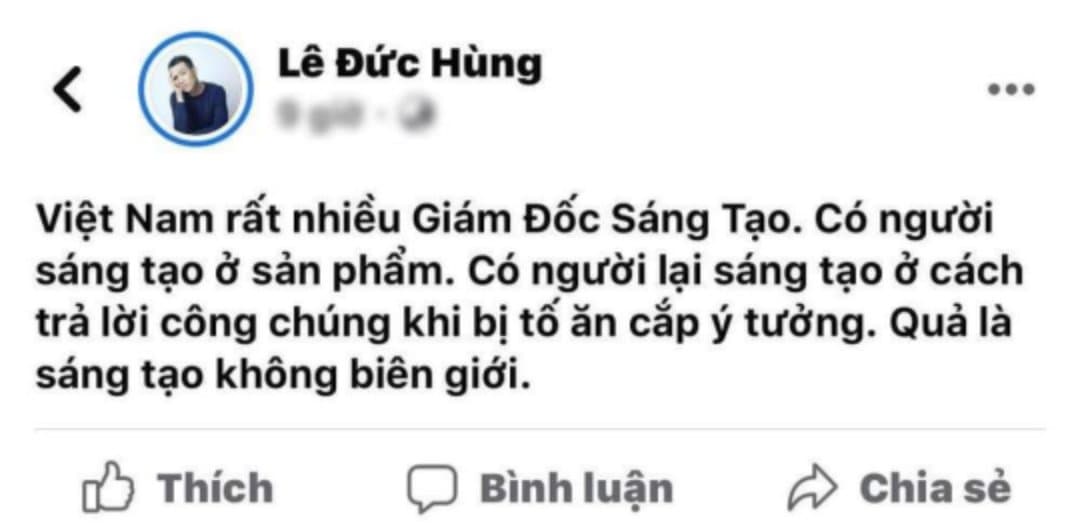 Lê Đức Hùng
9 giờ ·
Việt Nam rất nhiều Giám Đốc Sáng Tạo. Có người
sáng tạo ở sản phẩm. Có người lại sáng tạo ở cách
trả lời công chúng khi bị tố ăn cắp ý tưởng. Quả là
sáng tạo không biên giới.
Thích
Bình luận
Chia sẻ